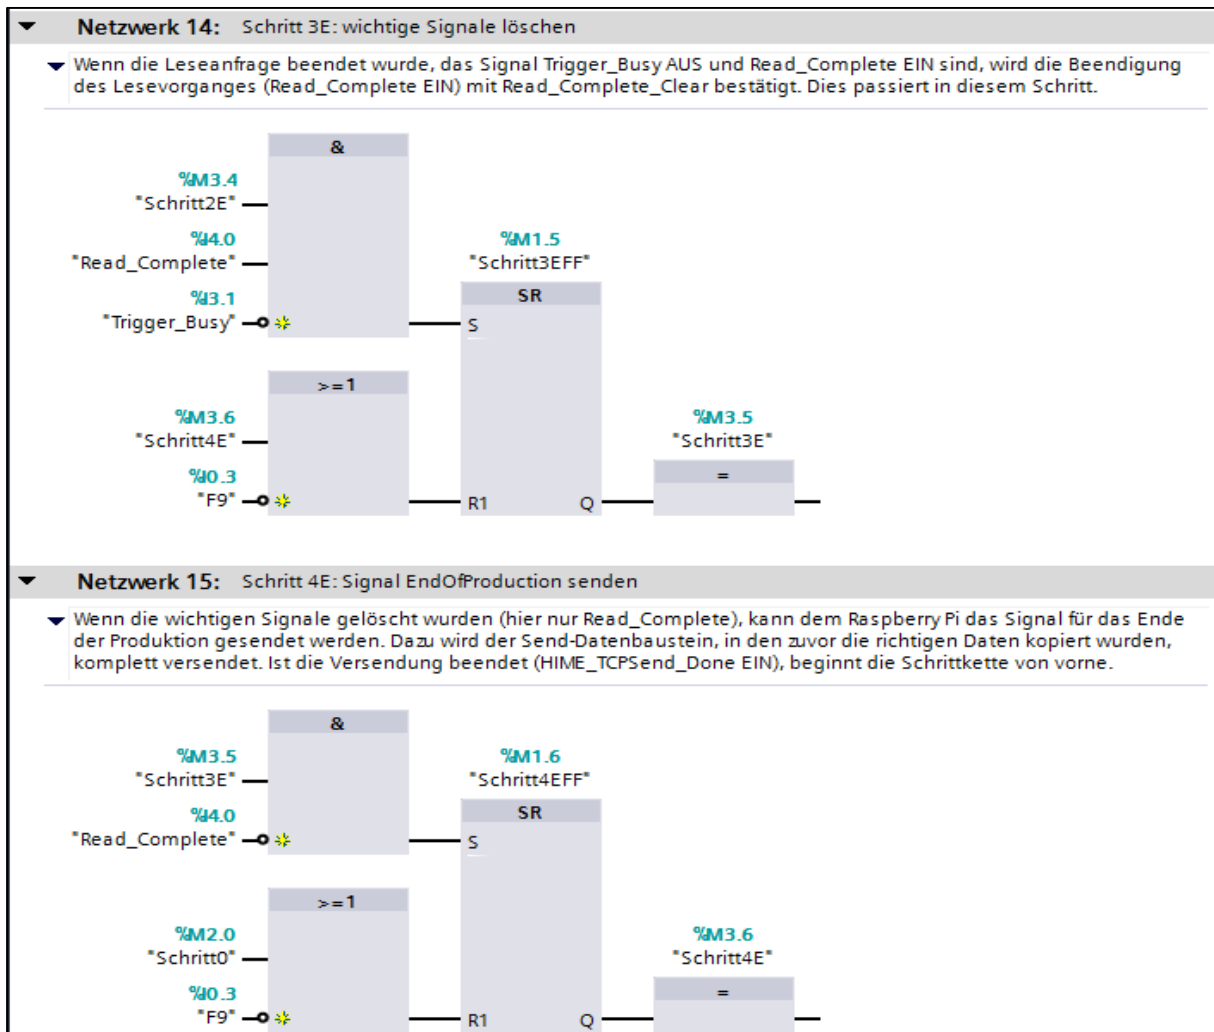 Netzwerk 14: Schritt 3E: wichtige Signale löschen
Wenn die Leseanfrage beendet wurde, das Signal Trigger_Busy AUS und Read_Complete EIN sind, wird die Beendigung
des Lesevorganges (Read_Complete EIN) mit Read_Complete_Clear bestätigt. Dies passiert in diesem Schritt.
&
%M3.4
"Schritt2E"
%I4.0
"Read_Complete"
%I3.1
"Trigger_Busy"
%M1.5
"Schritt3EFF"
SR
S
>=1
%M3.6
"Schritt4E"
%I0.3
"F9"
R1
Q
%M3.5
"Schritt3E"
=
Netzwerk 15: Schritt 4E: Signal EndOfProduction senden
Wenn die wichtigen Signale gelöscht wurden (hier nur Read_Complete), kann dem Raspberry Pi das Signal für das Ende
der Produktion gesendet werden. Dazu wird der Send-Datenbaustein, in den zuvor die richtigen Daten kopiert wurden,
komplett versendet. Ist die Versendung beendet (HIME_TCPSend_Done EIN), beginnt die Schrittkette von vorne.
&
%M3.5
"Schritt3E"
%I4.0
"Read_Complete"
%M1.6
"Schritt4EFF"
SR
S
>=1
%M2.0
"Schritt0"
%I0.3
"F9"
R1
Q
%M3.6
"Schritt4E"
=